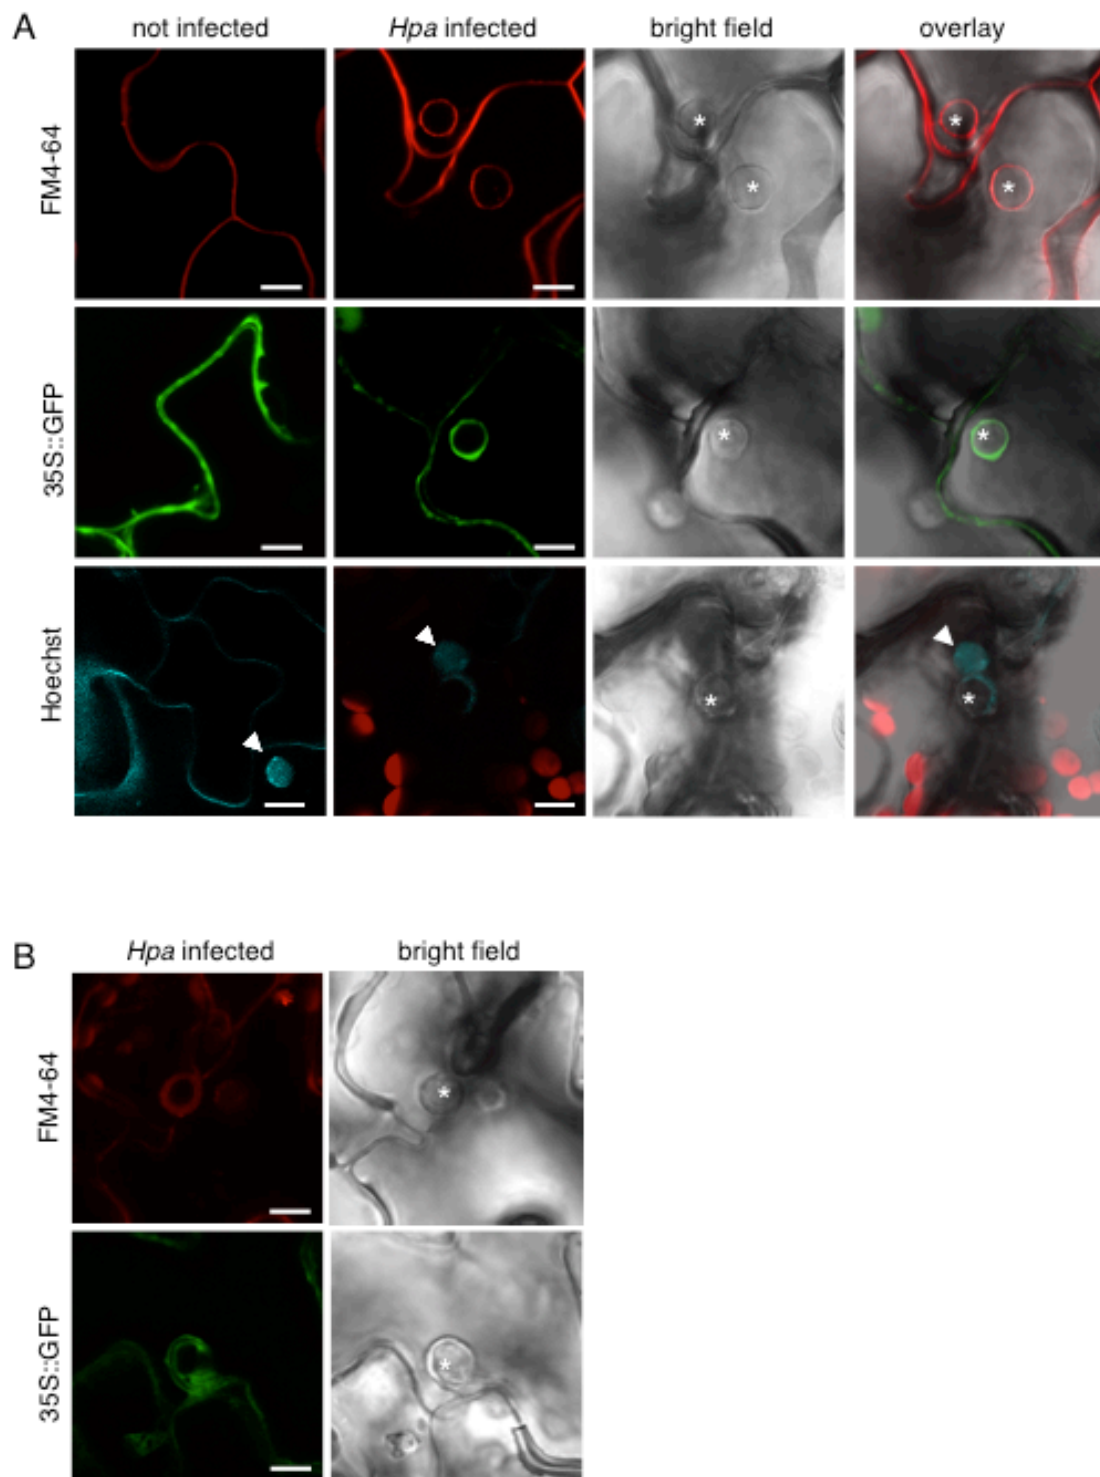 A
not infected
Hpa infected
bright field
overlay
FM4-64
*
*
*
*
35S::GFP
*
*
Hoechst
*
*
B
Hpa infected
bright field
FM4-64
*
35S::GFP
*